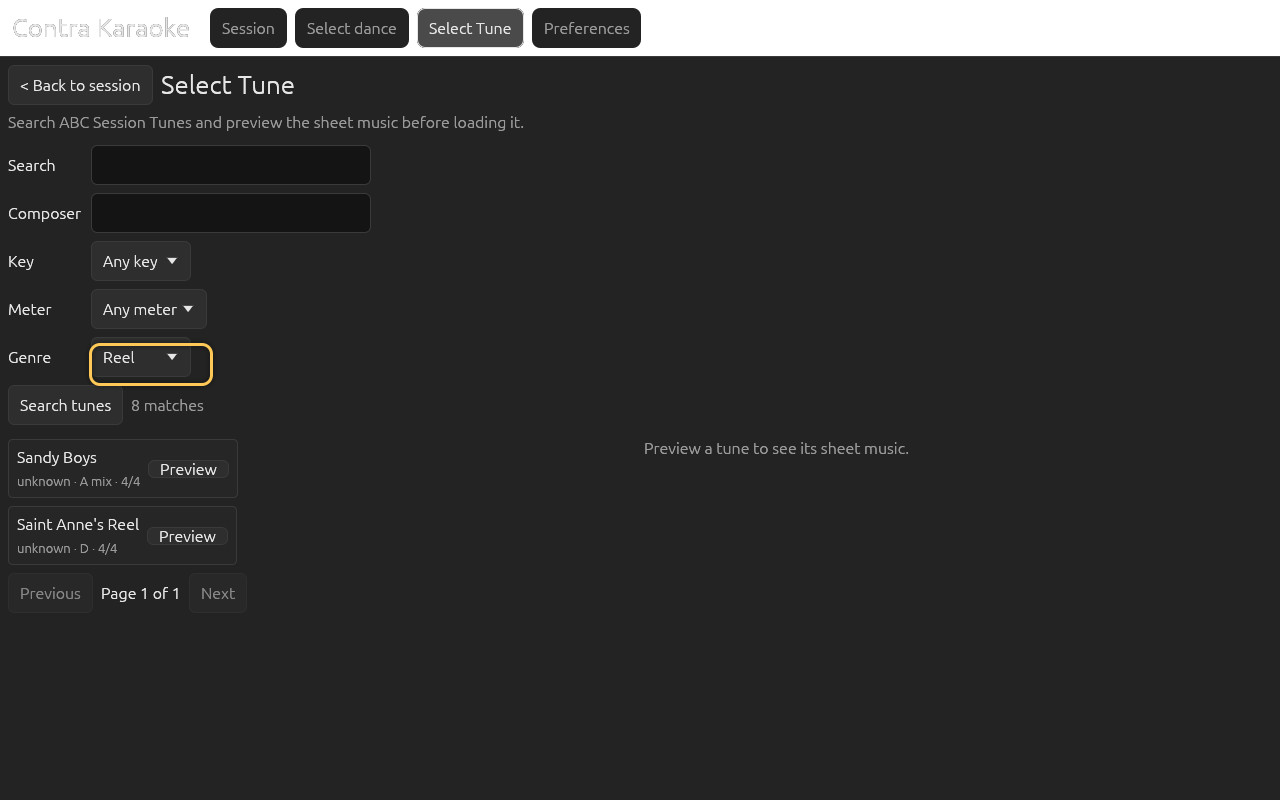 Contra Karaoke Session Select dance Select Tune Preferences
< Back to session Select Tune
Search ABC Session Tunes and preview the sheet music before loading it.
Search
Composer
Key Any key
Meter Any meter
Genre Reel
Search tunes 8 matches
Sandy Boys
unknown · A mix · 4/4
Preview
Saint Anne's Reel
unknown · D · 4/4
Preview
Previous Page 1 of 1 Next
Preview a tune to see its sheet music.